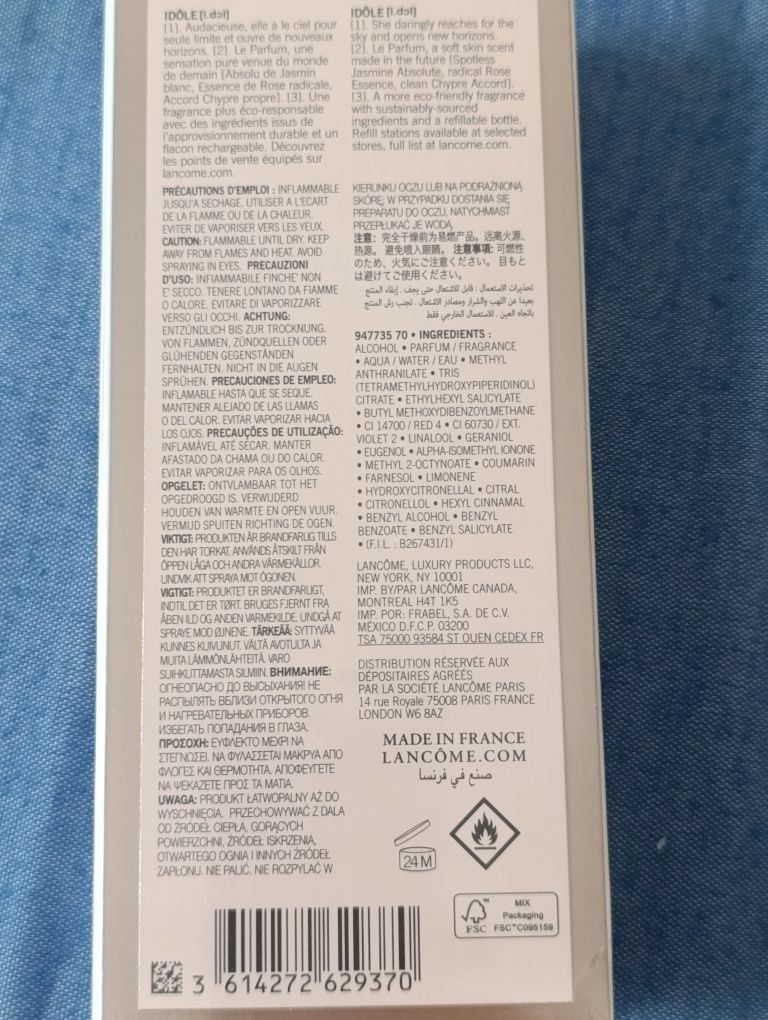 IDÔLE [i.dɔl]
[1]. Audacieuse, elle a le ciel pour
seule limite et ouvre de nouveaux
horizons. [2]. Le Parfum, une
sensation pure venue du monde
de demain [Absolu de Jasmin
blanc, Essence de Rose radicale,
Accord Chypre propre]. [3]. Une
fragrance plus éco-responsable
avec des ingrédients issus de
l'approvisionnement durable et un
flacon rechargeable. Découvrez
les points de vente équipés sur
lancome.com.
PRÉCAUTIONS D'EMPLOI : INFLAMMABLE
JUSQU'A SECHAGE. UTILISER A L'ECART
DE LA FLAMME OU DE LA CHALEUR.
EVITER DE VAPORISER VERS LES YEUX.
CAUTION: FLAMMABLE UNTIL DRY. KEEP
AWAY FROM FLAMES AND HEAT. AVOID
SPRAYING IN EYES. PRECAUZIONI
D'USO: INFIAMMABILE FINCHE' NON
E' SECCO. TENERE LONTANO DA FIAMME
O CALORE. EVITARE DI VAPORIZZARE
VERSO GLI OCCHI. ACHTUNG:
ENTZÜNDLICH BIS ZUR TROCKNUNG.
VON FLAMMEN, ZÜNDQUELLEN ODER
GLÜHENDEN GEGENSTÄNDEN
FERNHALTEN. NICHT IN DIE AUGEN
SPRÜHEN. PRECAUCIONES DE EMPLEO:
INFLAMABLE HASTA QUE SE SEQUE.
MANTENER ALEJADO DE LAS LLAMAS
O DEL CALOR. EVITAR VAPORIZAR HACIA
LOS OJOS. PRECAUÇÕES DE UTILIZAÇÃO:
INFLAMÁVEL ATÉ SECAR. MANTER
AFASTADO DA CHAMA OU DO CALOR.
EVITAR VAPORIZAR PARA OS OLHOS.
OPGELET: ONTVLAMBAAR TOT HET
OPGEDROOGD IS. VERWIJDERD
HOUDEN VAN WARMTE EN OPEN VUUR.
VERMIJD SPUITEN RICHTING DE OGEN.
VIKTIGT: PRODUKTEN ÄR BRANDFARLIG TILLS
DEN HAR TORKAT. ANVÄNDS ÅTSKILT FRÅN
ÖPPEN LÅGA OCH ANDRA VÄRMEKÄLLOR.
UNDVIK ATT SPRAYA MOT ÖGONEN.
VIGTIGT: PRODUKTET ER BRANDFARLIGT,
INDTIL DET ER TØRT. BRUGES FJERNT FRA
ÅBEN ILD OG ANDEN VARMEKILDE. UNDGÅ AT
SPRAYE MOD ØJNENE. TÄRKEÄÄ: SYTTYVÄÄ
KUNNES KUIVUNUT. VÄLTÄ AVOTULTA JA
MUITA LÄMMÖNLÄHTEITÄ. VARO
SUIHKUTTAMASTA SILMIIN. ВНИМАНИЕ:
ОГНЕОПАСНО ДО ВЫСЫХАНИЯ! НЕ
РАСПЫЛЯТЬ ВБЛИЗИ ОТКРЫТОГО ОГНЯ
И НАГРЕВАТЕЛЬНЫХ ПРИБОРОВ.
ИЗБЕГАТЬ ПОПАДАНИЯ В ГЛАЗА.
ΠΡΟΣΟΧΗ: ΕΥΦΛΕΚΤΟ ΜΕΧΡΙ ΝΑ
ΣΤΕΓΝΩΣΕΙ. ΝΑ ΦΥΛΑΣΣΕΤΑΙ ΜΑΚΡΥΑ ΑΠΟ
ΦΛΟΓΕΣ ΚΑΙ ΘΕΡΜΟΤΗΤΑ. ΑΠΟΦΕΥΓΕΤΕ
ΝΑ ΨΕΚΑΖΕΤΕ ΠΡΟΣ ΤΑ ΜΑΤΙΑ.
UWAGA: PRODUKT ŁATWOPALNY AŻ DO
WYSCHNIĘCIA. PRZECHOWYWAĆ Z DALA
OD ŹRÓDEŁ CIEPŁA, GORĄCYCH
POWIERZCHNI, ŹRÓDEŁ ISKRZENIA,
OTWARTEGO OGNIA I INNYCH ŹRÓDEŁ
ZAPŁONU. NIE PALIĆ. NIE ROZPYLAĆ W
IDÔLE [i.dɔl]
[1]. She daringly reaches for the
sky and opens new horizons.
[2]. Le Parfum, a soft skin scent
made in the future [Spotless
Jasmine Absolute, radical Rose
Essence, clean Chypre Accord].
[3]. A more eco-friendly fragrance
with sustainably-sourced
ingredients and a refillable bottle.
Refill stations available at selected
stores, full list at lancome.com.
KIERUNKU OCZU LUB NA PODRAŻNIONĄ
SKÓRĘ; W PRZYPADKU DOSTANIA SIĘ
PREPARATU DO OCZU, NATYCHMIAST
PRZEPŁUKAĆ JE WODĄ.
注意：完全干燥前为易燃产品。远离火源、
热源。避免喷入眼睛。注意事項: 可燃性
のため、火気にご注意ください。目もと
は避けてご使用ください。
تحذيرات الاستعمال : قابل للاشتعال حتى يجف . إبقاء المنتج
بعيدا عن اللهب والشرار ومصادر الاشتعال . تجنب رش المنتج
باتجاه العين . للاستعمال الخارجي فقط
947735 70 • INGREDIENTS :
ALCOHOL • PARFUM / FRAGRANCE
• AQUA / WATER / EAU • METHYL
ANTHRANILATE • TRIS
(TETRAMETHYLHYDROXYPIPERIDINOL)
CITRATE • ETHYLHEXYL SALICYLATE
• BUTYL METHOXYDIBENZOYLMETHANE
• CI 14700 / RED 4 • CI 60730 / EXT.
VIOLET 2 • LINALOOL • GERANIOL
• EUGENOL • ALPHA-ISOMETHYL IONONE
• METHYL 2-OCTYNOATE • COUMARIN
• FARNESOL • LIMONENE
• HYDROXYCITRONELLAL • CITRAL
• CITRONELLOL • HEXYL CINNAMAL
• BENZYL ALCOHOL • BENZYL
BENZOATE • BENZYL SALICYLATE
• (F.I.L. : B267431/1)
LANCÔME, LUXURY PRODUCTS LLC,
NEW YORK, NY 10001
IMP. BY/PAR LANCÔME CANADA,
MONTREAL H4T 1K5
IMP. POR: FRABEL, S.A. DE C.V.
MÉXICO D.F.C.P. 03200
TSA 75000 93584 ST OUEN CEDEX FR
DISTRIBUTION RÉSERVÉE AUX
DÉPOSITAIRES AGRÉÉS
PAR LA SOCIÉTÉ LANCÔME PARIS
14 rue Royale 75008 PARIS FRANCE
LONDON W6 8AZ
MADE IN FRANCE
LANCÔME.COM
صنع في فرنسا
24 M
FSC™
MIX
Packaging
FSC™C095159
3 614272 629370